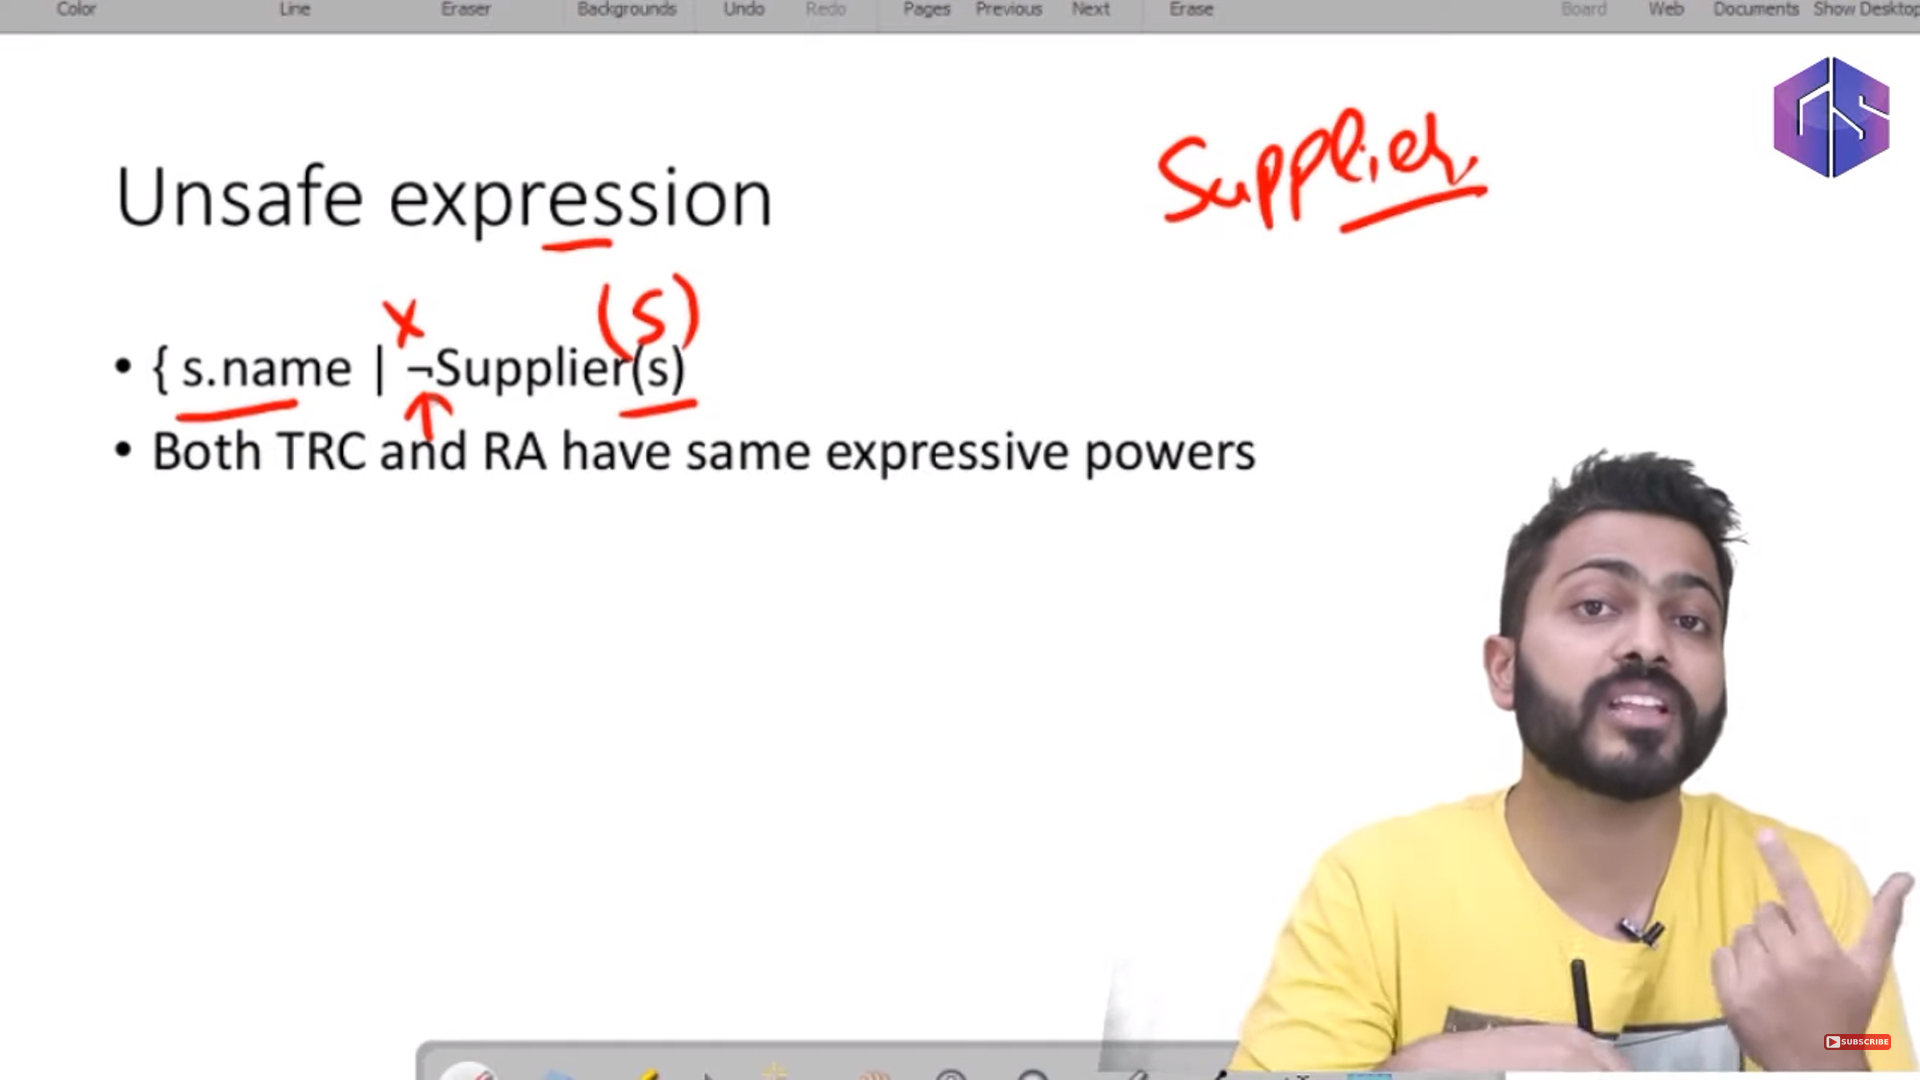 Color Line Eraser Backgrounds Undo Redo Pages Previous Next Erase Board Web Documents Show Desktop
GS
Supplier
Unsafe expression
x (S)
• { s.name | ¬Supplier(s)
• Both TRC and RA have same expressive powers
SUBSCRIBE